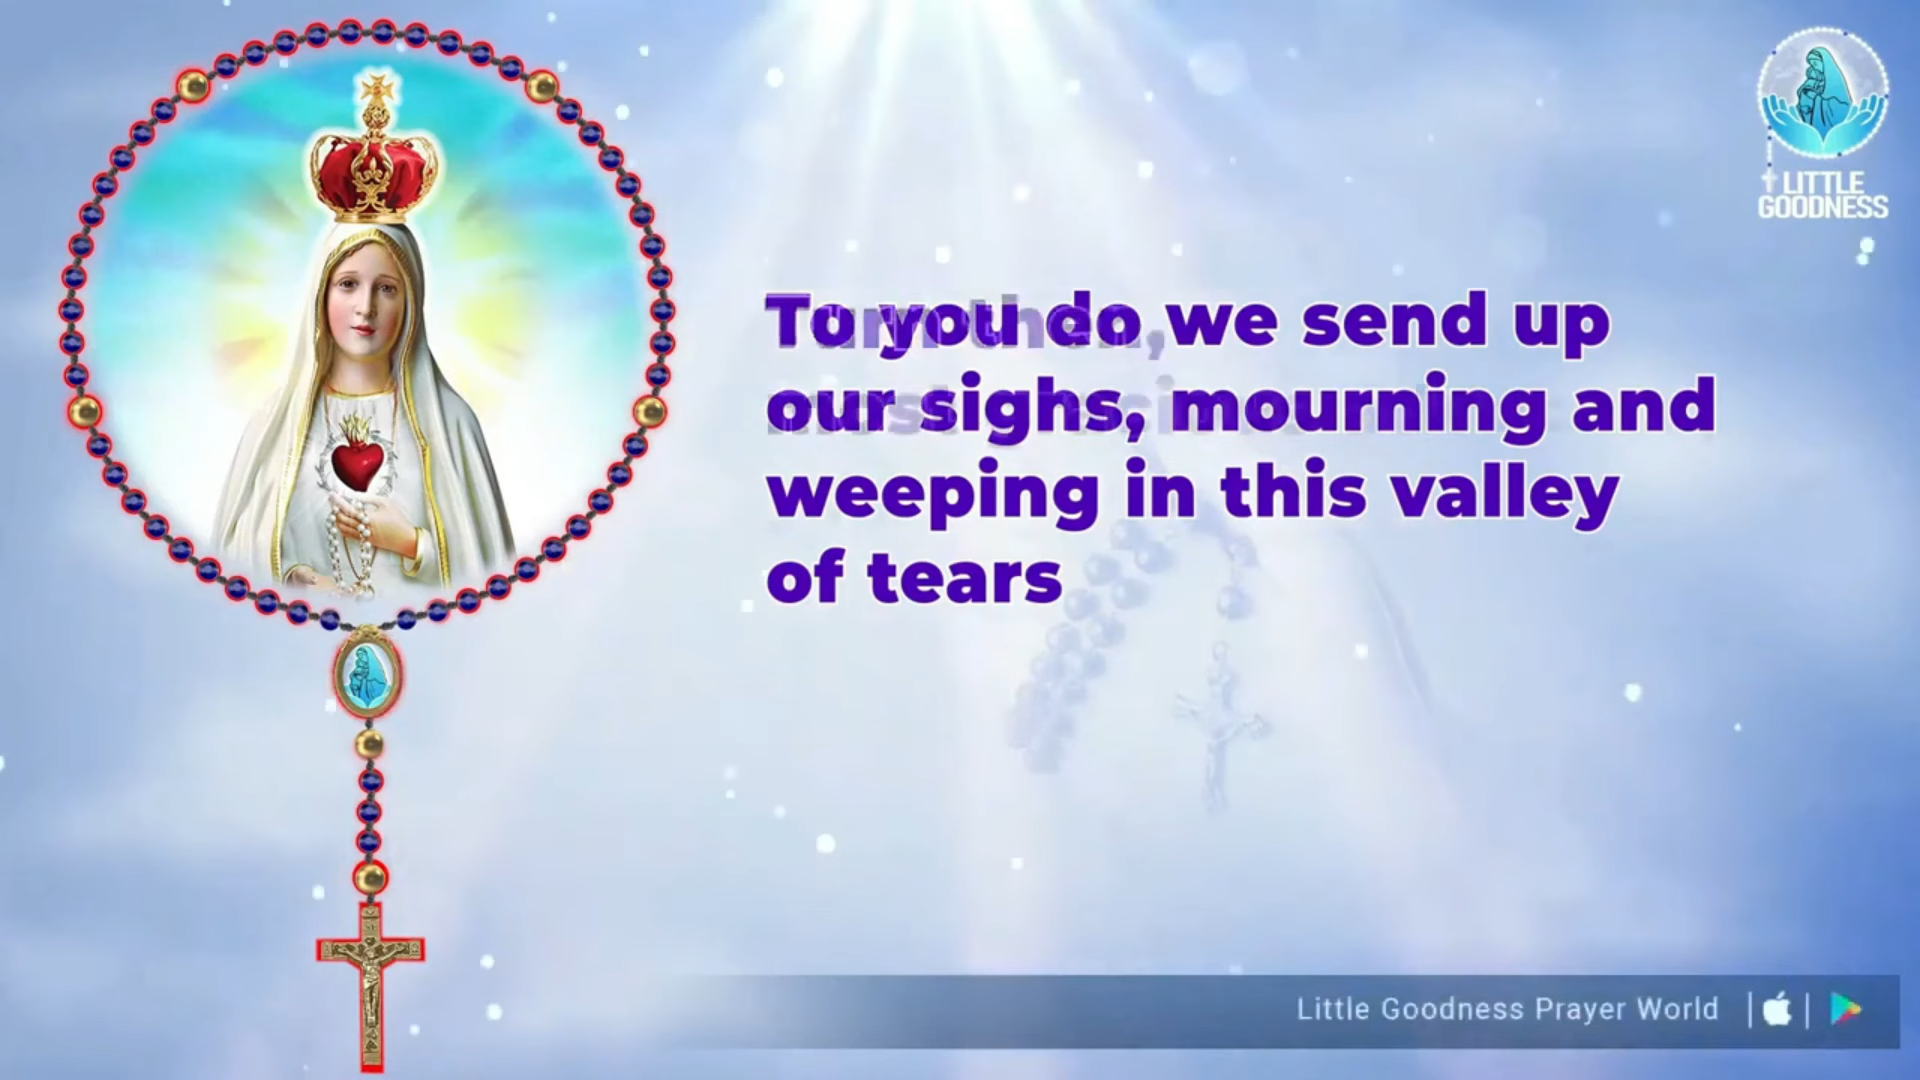 LITTLE
GOODNESS
To you do we send up
our sighs, mourning and
weeping in this valley
of tears
Little Goodness Prayer World